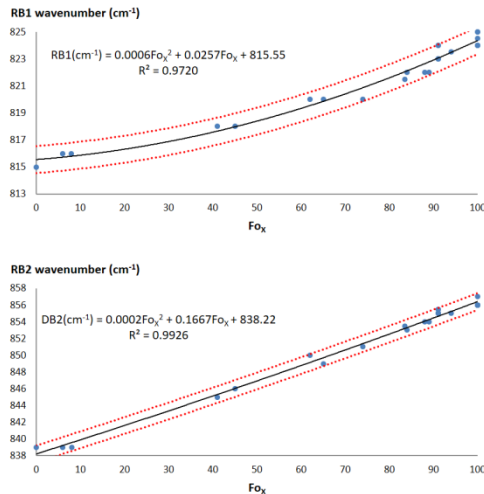 RB1 wavenumber (cm⁻¹)
825
823
821
819
817
815
813
RB1(cm⁻¹) = 0.0006Foₓ² + 0.0257Foₓ + 815.55
R² = 0.9720
0 10 20 30 40 50 60 70 80 90 100
Foₓ
RB2 wavenumber (cm⁻¹)
858
856
854
852
850
848
846
844
842
840
838
DB2(cm⁻¹) = 0.0002Foₓ² + 0.1667Foₓ + 838.22
R² = 0.9926
0 10 20 30 40 50 60 70 80 90 100
Foₓ